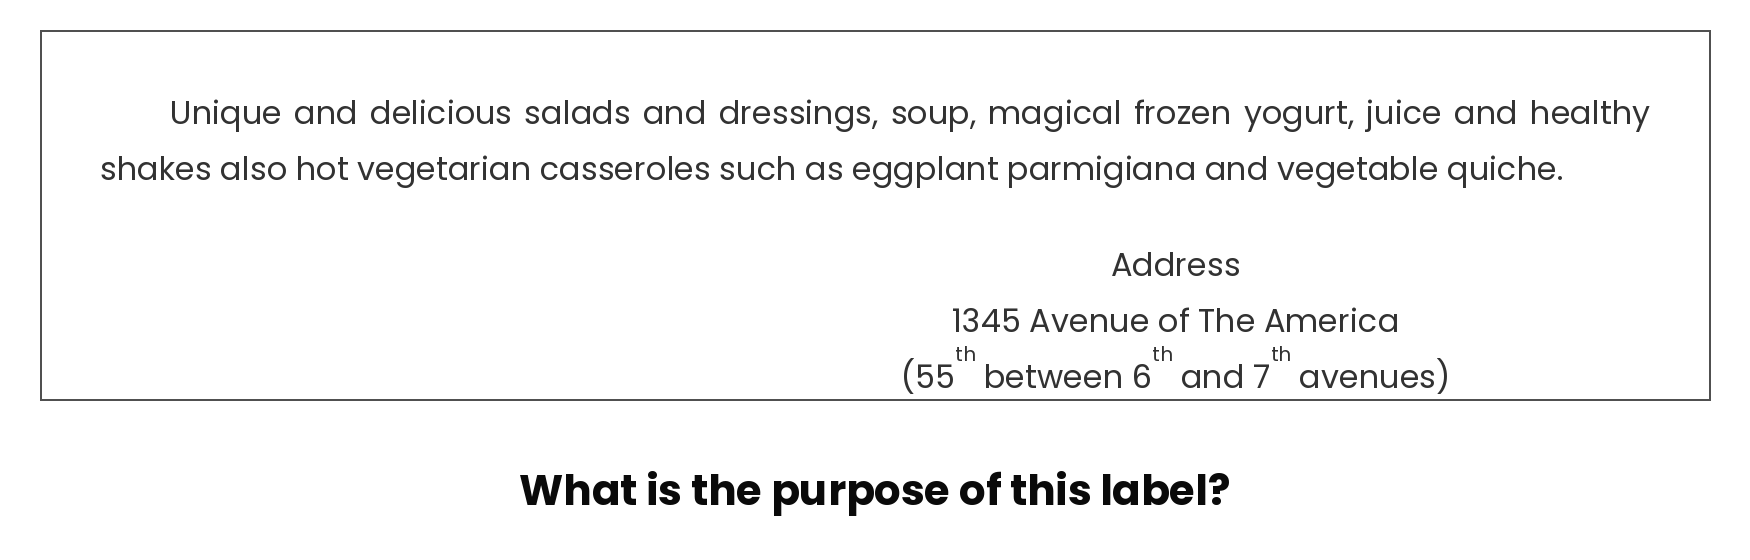 Unique and delicious salads and dressings, soup, magical frozen yogurt, juice and healthy
shakes also hot vegetarian casseroles such as eggplant parmigiana and vegetable quiche.
Address
1345 Avenue of The America
(55th between 6th and 7th avenues)
What is the purpose of this label?